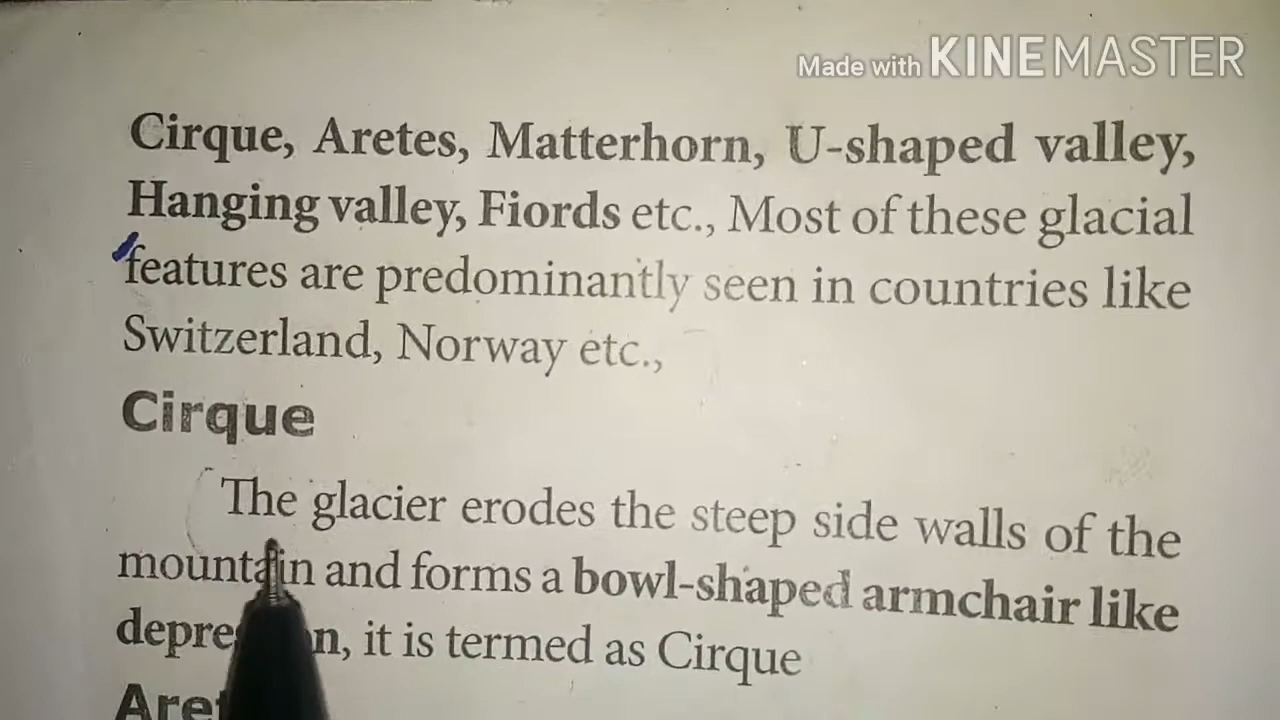 Made with KINEMASTER
Cirque, Aretes, Matterhorn, U-shaped valley,
Hanging valley, Fiords etc., Most of these glacial
features are predominantly seen in countries like
Switzerland, Norway etc.,
Cirque
The glacier erodes the steep side walls of the
mountain and forms a bowl-shaped armchair like
it is termed as Cirque